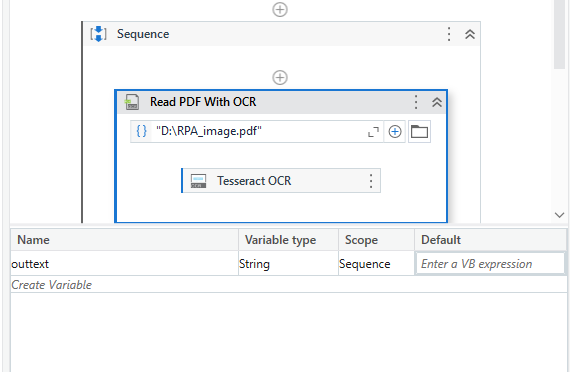 Sequence
Read PDF With OCR
{ } "D:\RPA_image.pdf"
Tesseract OCR
Name Variable type Scope Default
outtext String Sequence Enter a VB expression
Create Variable